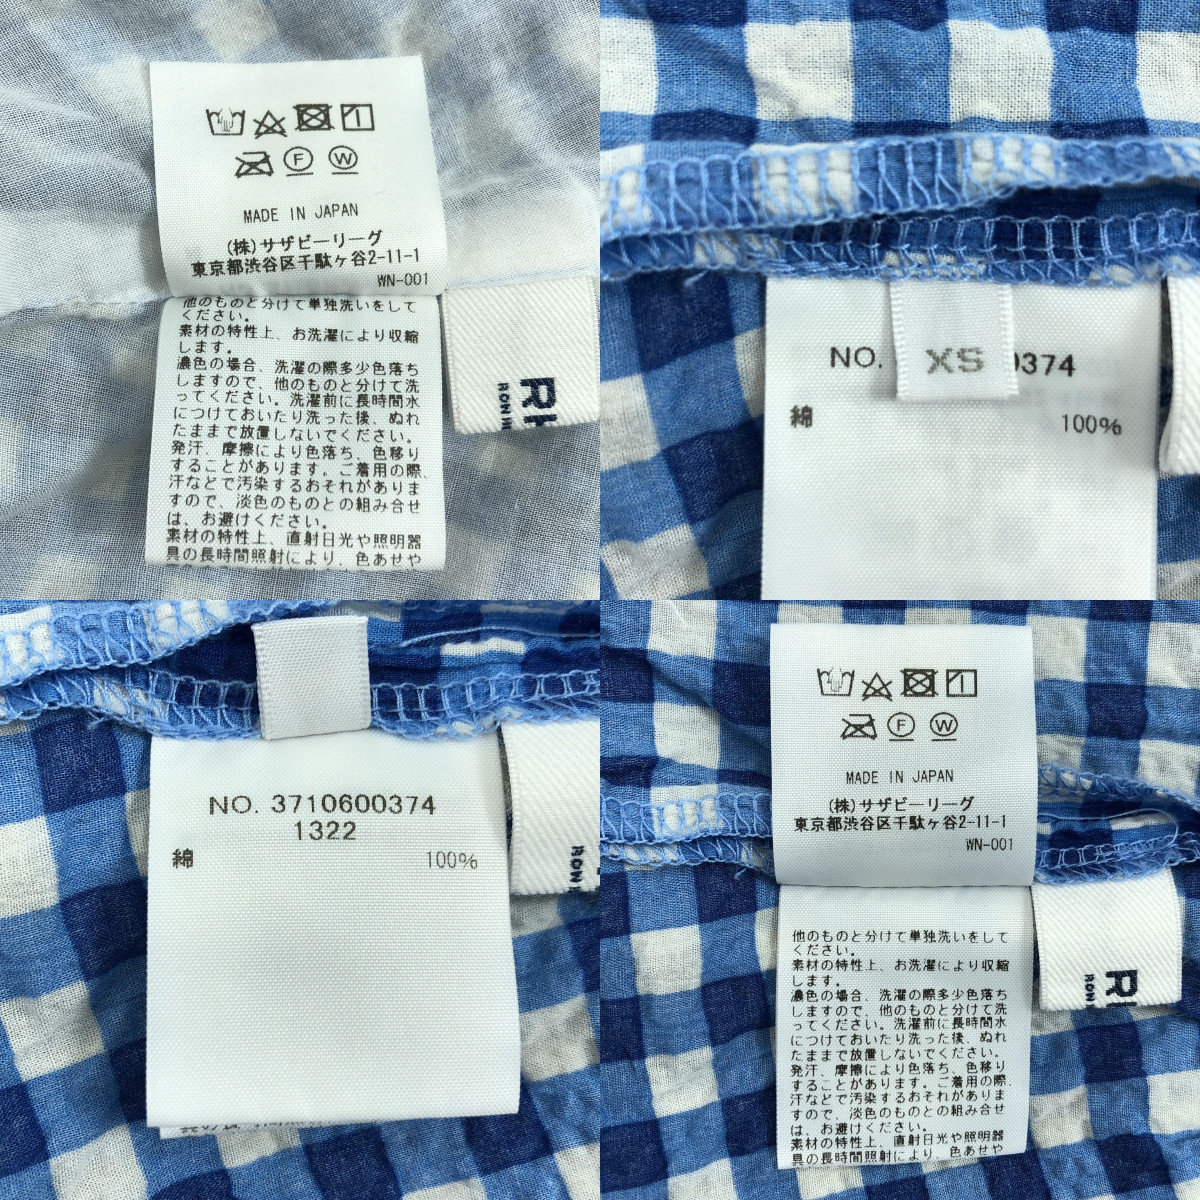 MADE IN JAPAN
(株)サザビーリーグ
東京都渋谷区千駄ヶ谷2-11-1
WN-001
他のものと分けて単独洗いをして
ください。
素材の特性上、お洗濯により収縮
します。
濃色の場合、洗濯の際多少色落ち
しますので、他のものと分けて洗
ってください。洗濯前に長時間水
につけておいたり洗った後、ぬれ
たままで放置しないでください。
発汗、摩擦により色落ち、色移り
することがあります。ご着用の際、
汗などで汚染するおそれがありま
すので、淡色のものとの組み合せ
は、お避けください。
素材の特性上、直射日光や照明器
具の長時間照射により、色あせや
NO.
XS
0374
綿 100%
NO. 3710600374
1322
綿 100%
F W
MADE IN JAPAN
(株)サザビーリーグ
東京都渋谷区千駄ヶ谷2-11-1
WN-001
他のものと分けて単独洗いをして
ください。
素材の特性上、お洗濯により収縮
します。
濃色の場合、洗濯の際多少色落ち
しますので、他のものと分けて洗
ってください。洗濯前に長時間水
につけておいたり洗った後、ぬれ
たままで放置しないでください。
発汗、摩擦により色落ち、色移り
することがあります。ご着用の際、
汗などで汚染するおそれがありま
すので、淡色のものとの組み合せ
は、お避けください。
素材の特性上、直射日光や照明器
具の長時間照射により、色あせや